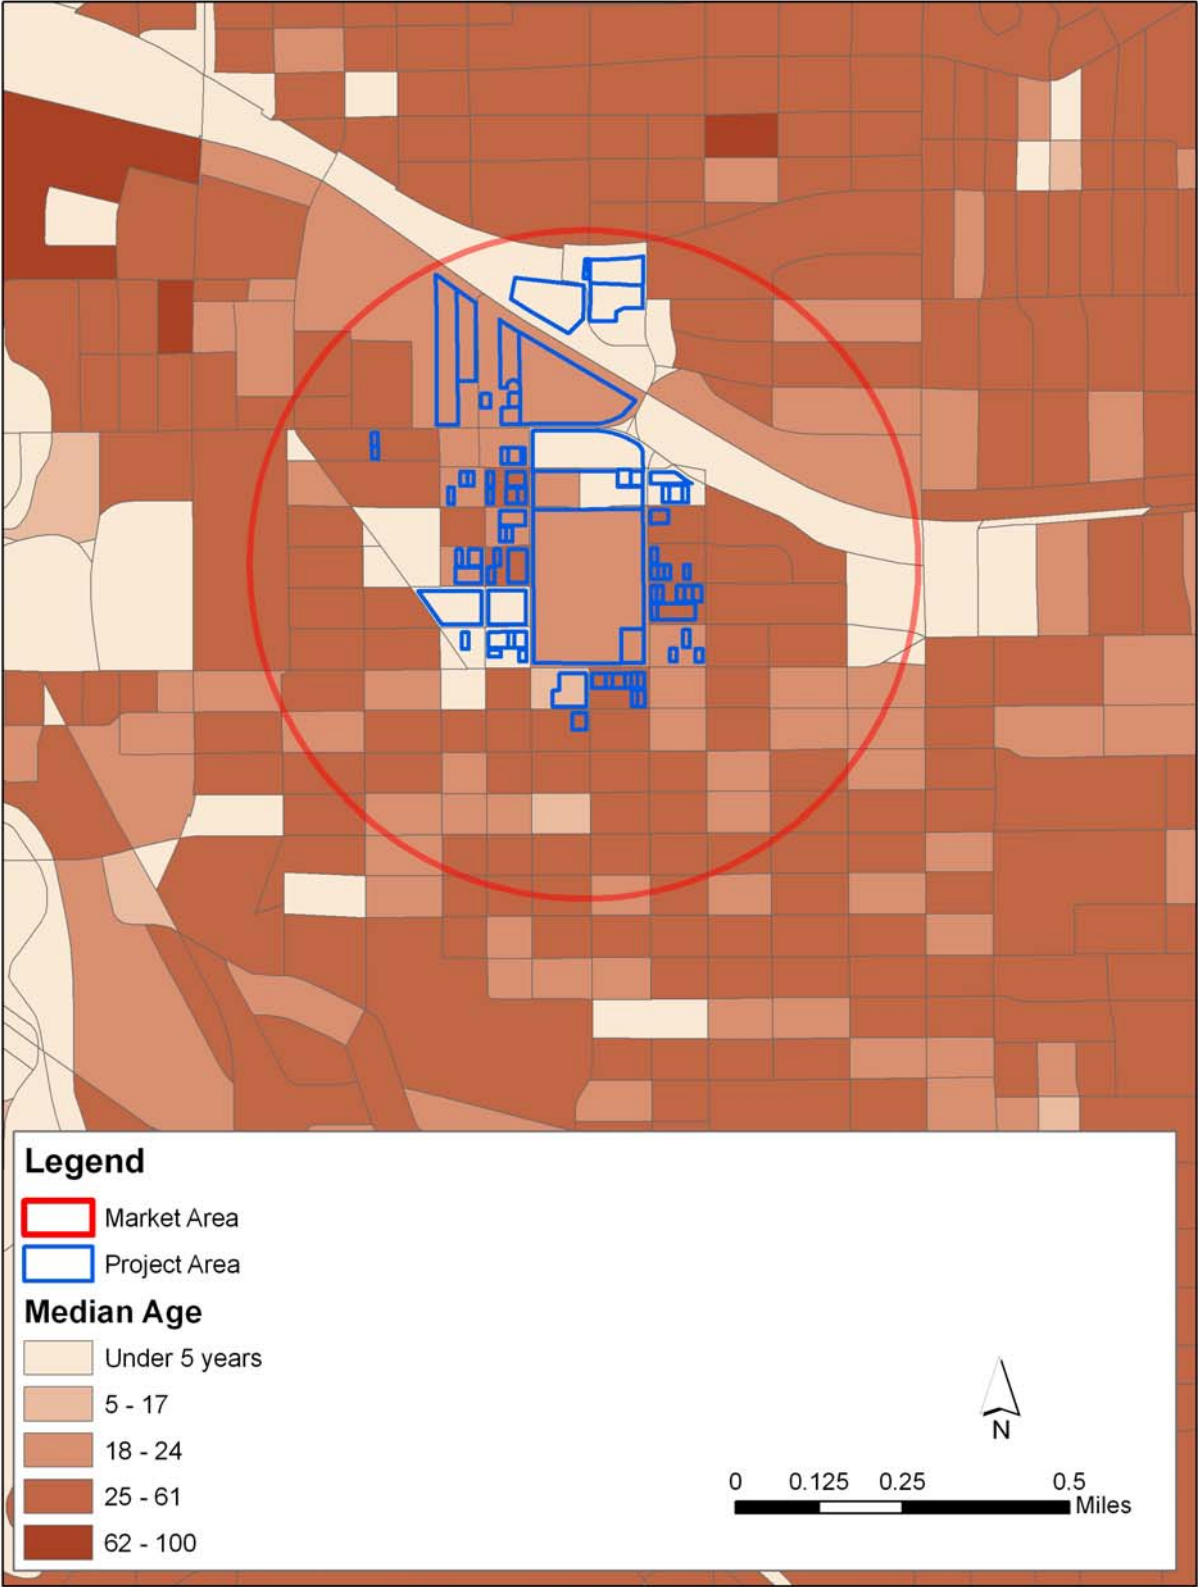 Legend
Market Area
Project Area
Median Age
Under 5 years
5 - 17
18 - 24
25 - 61
62 - 100
N
0 0.125 0.25 0.5
Miles